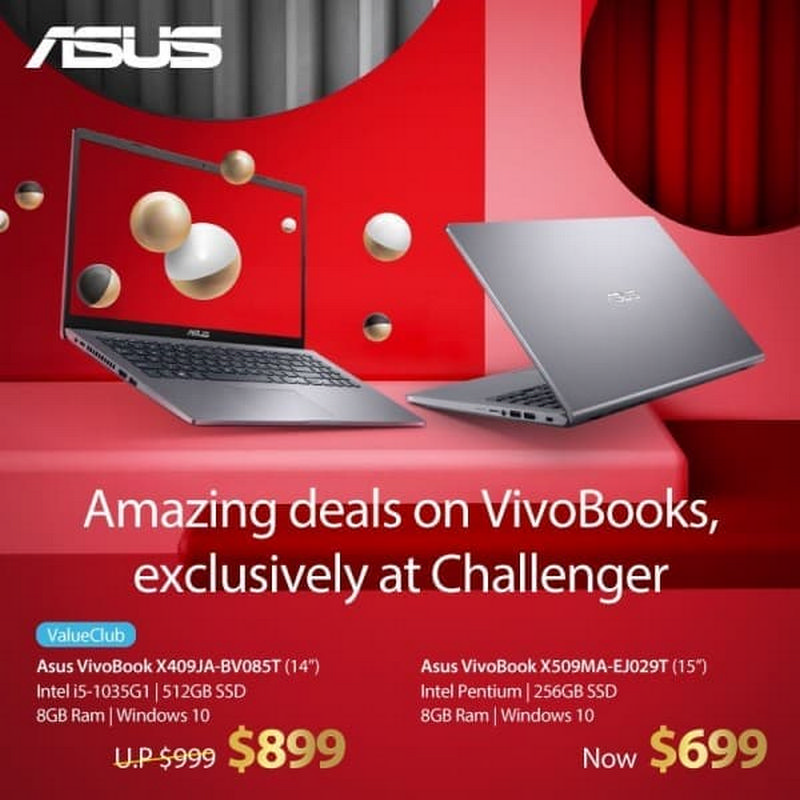 ASUS
ASUS
ASUS
Amazing deals on VivoBooks,
exclusively at Challenger
ValueClub
Asus VivoBook X409JA-BV085T (14”)
Intel i5-1035G1 | 512GB SSD
8GB Ram | Windows 10
U.P $999 $899
Asus VivoBook X509MA-EJ029T (15”)
Intel Pentium | 256GB SSD
8GB Ram | Windows 10
Now $699